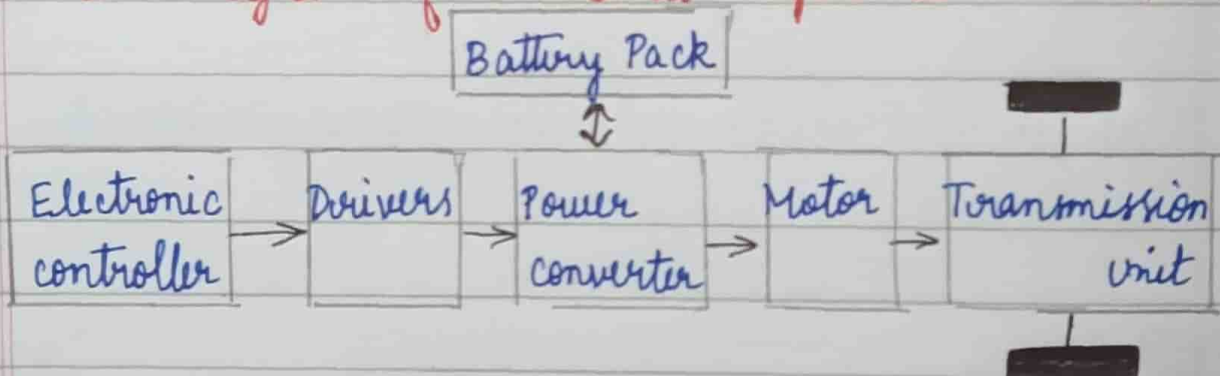 Battery Pack
Electronic
controller
Drivers
Power
converter
Motor
Transmission
unit